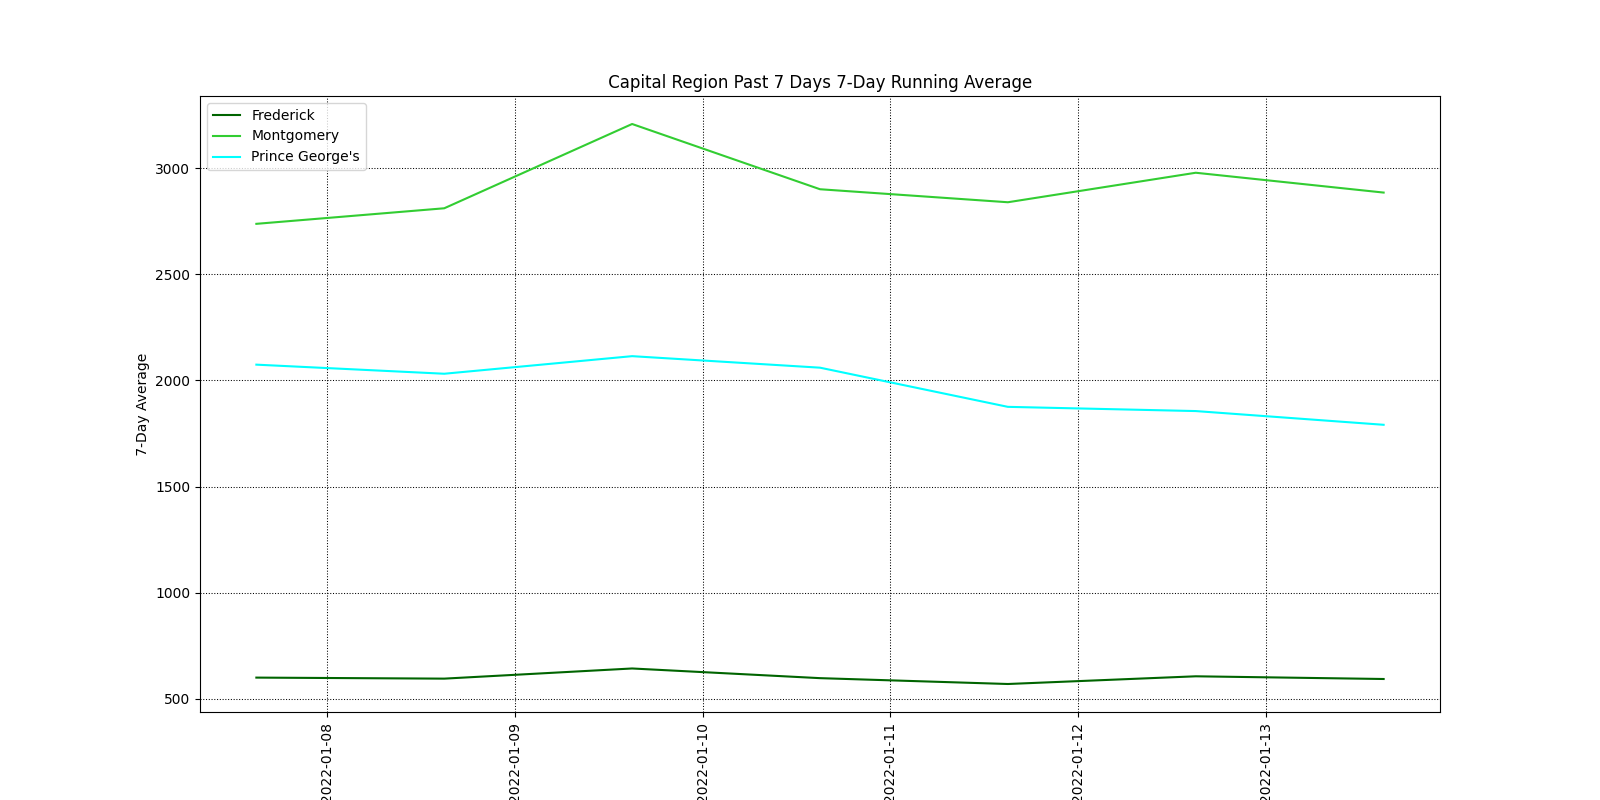 Capital Region Past 7 Days 7-Day Running Average
Frederick
Montgomery
Prince George's
3000
2500
2000
1500
1000
500
7-Day Average
2022-01-08
2022-01-09
2022-01-10
2022-01-11
2022-01-12
2022-01-13